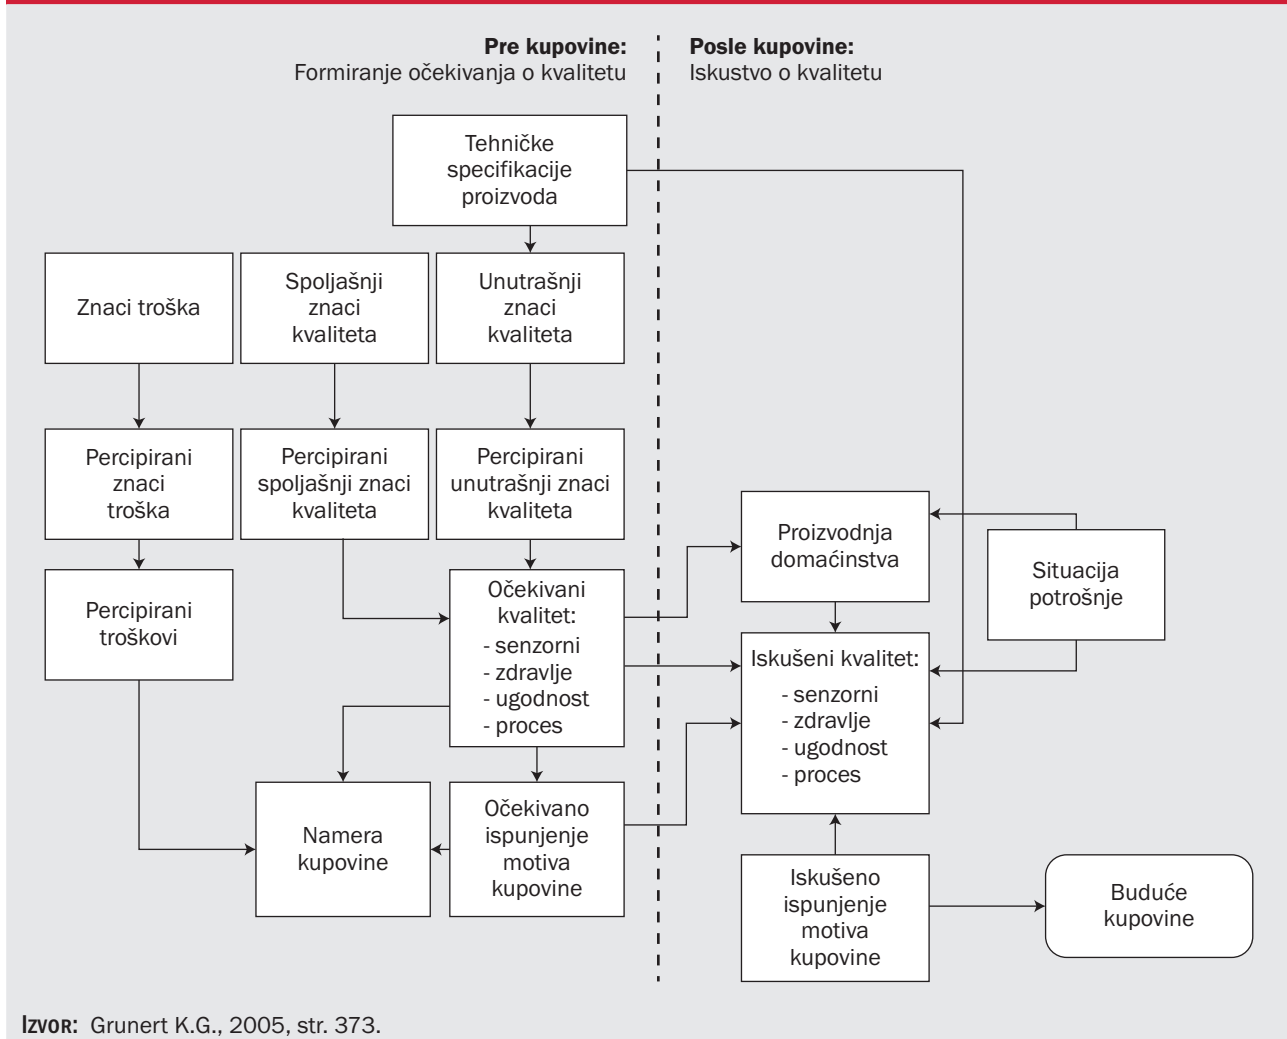 Pre kupovine:
Formiranje očekivanja o kvalitetu
Posle kupovine:
Iskustvo o kvalitetu
Tehničke
specifikacije
proizvoda
Znaci troška
Spoljašnji
znaci
kvaliteta
Unutrašnji
znaci
kvaliteta
Percipirani
znaci
troška
Percipirani
spoljašnji znaci
kvaliteta
Percipirani
unutrašnji znaci
kvaliteta
Proizvodnja
domaćinstva
Situacija
potrošnje
Percipirani
troškovi
Očekivani
kvalitet:
- senzorni
- zdravlje
- ugodnost
- proces
Iskušeni kvalitet:
- senzorni
- zdravlje
- ugodnost
- proces
Namera
kupovine
Očekivano
ispunjenje
motiva
kupovine
Iskušeno
ispunjenje
motiva
kupovine
Buduće
kupovine
IZVOR: Grunert K.G., 2005, str. 373.